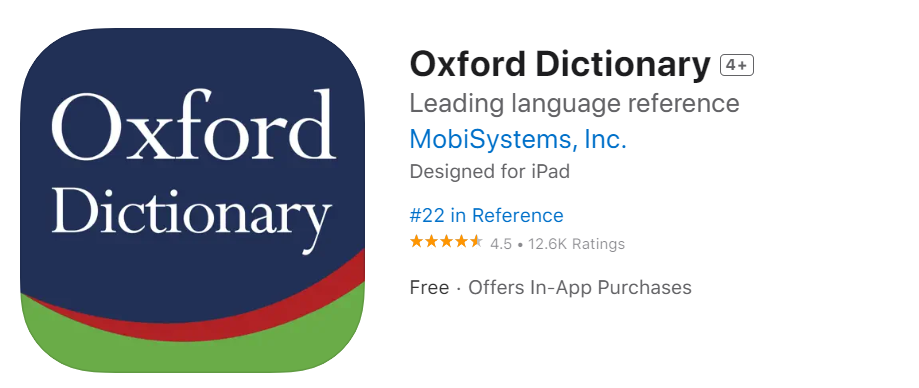 Oxford
Dictionary
Oxford Dictionary 4+
Leading language reference
MobiSystems, Inc.
Designed for iPad
#22 in Reference
4.5 • 12.6K Ratings
Free · Offers In-App Purchases